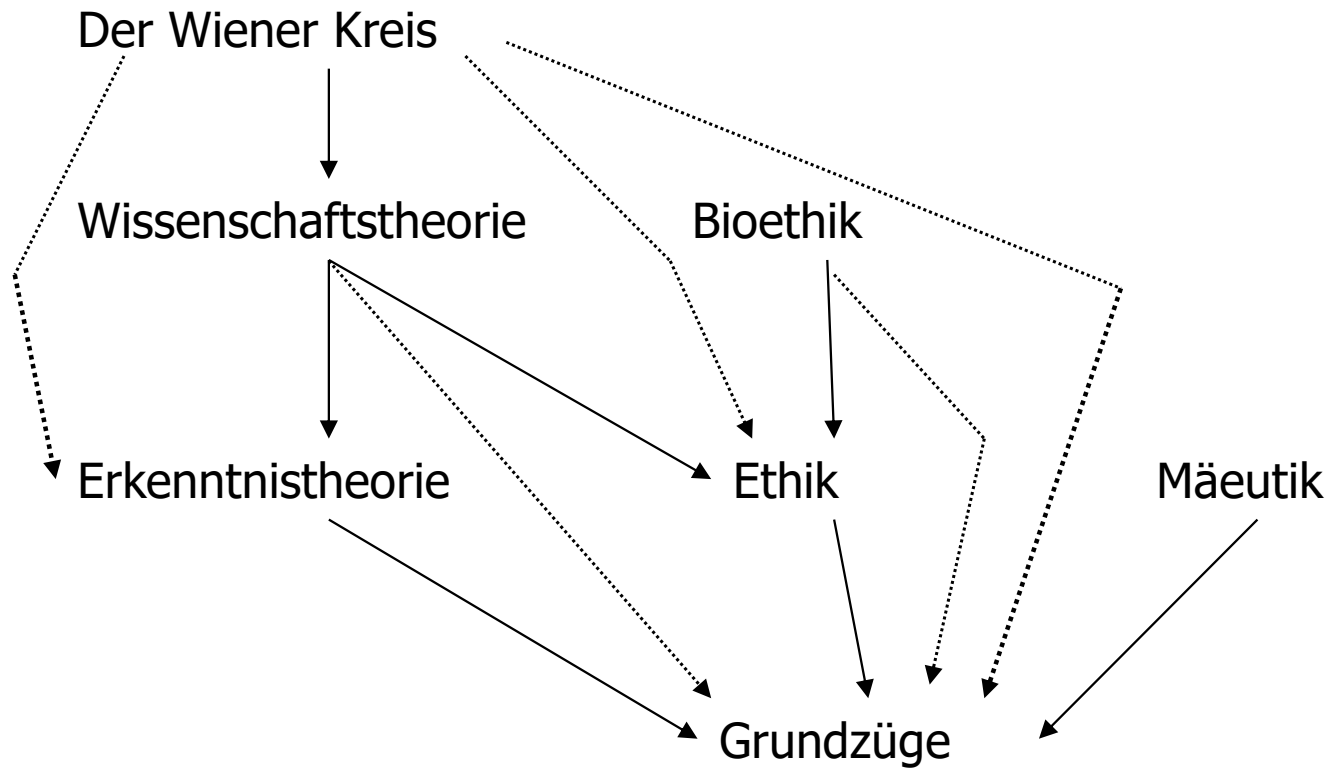 Der Wiener Kreis
Wissenschaftstheorie
Bioethik
Erkenntnistheorie
Ethik
Mäeutik
Grundzüge